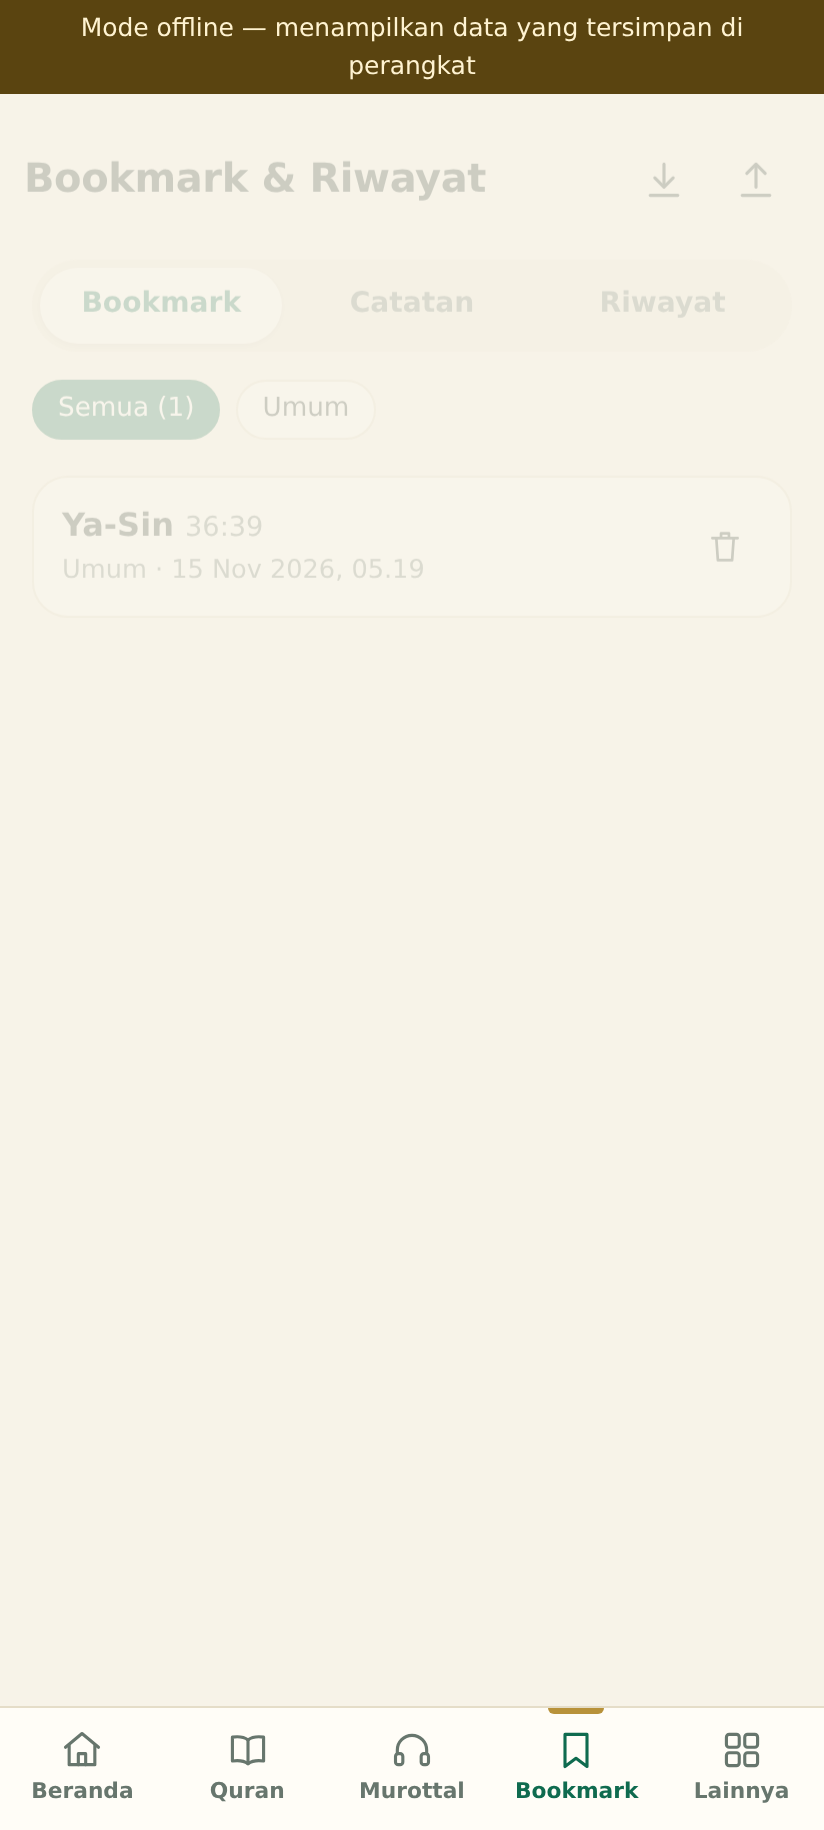 Mode offline — menampilkan data yang tersimpan di
perangkat
Bookmark & Riwayat
Bookmark
Catatan
Riwayat
Semua (1)
Umum
Ya-Sin 36:39
Umum · 15 Nov 2026, 05.19
Beranda
Quran
Murottal
Bookmark
Lainnya